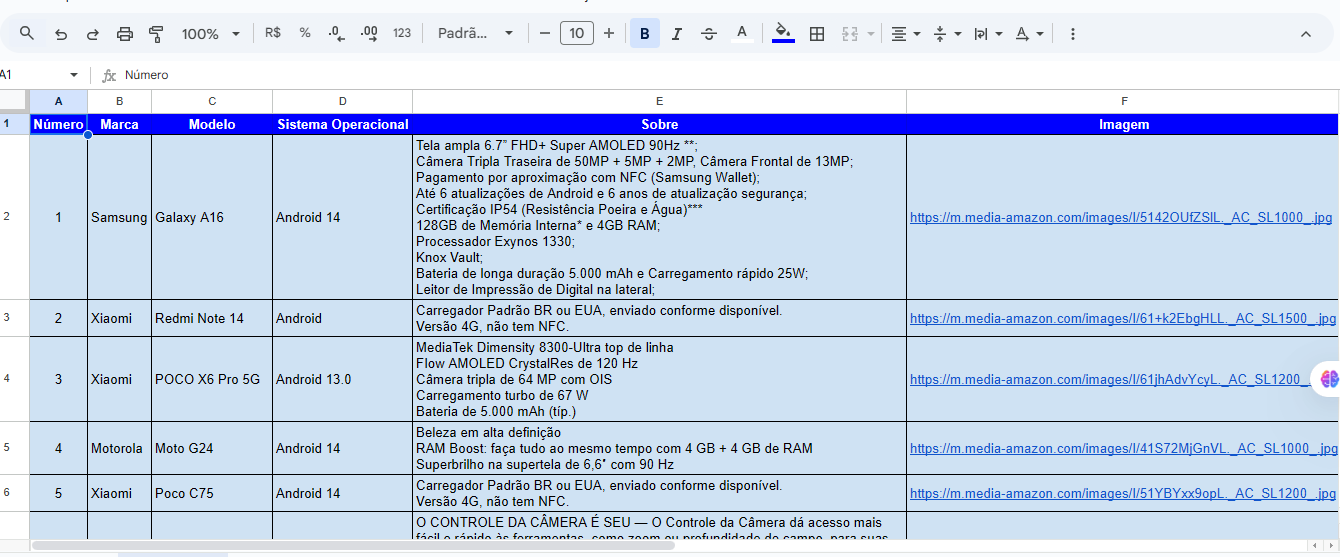 100% R$ % .0 .00 123 Padrã... 10 B I A A
A1 fx Número
A B C D E F
1 Número Marca Modelo Sistema Operacional Sobre Imagem
Tela ampla 6.7” FHD+ Super AMOLED 90Hz **;
Câmera Tripla Traseira de 50MP + 5MP + 2MP, Câmera Frontal de 13MP;
Pagamento por aproximação com NFC (Samsung Wallet);
Até 6 atualizações de Android e 6 anos de atualização segurança;
Certificação IP54 (Resistência Poeira e Água)***
2 1 Samsung Galaxy A16 Android 14 https://m.media-amazon.com/images/I/5142OUfZSlL._AC_SL1000_.jpg
128GB de Memória Interna* e 4GB RAM;
Processador Exynos 1330;
Knox Vault;
Bateria de longa duração 5.000 mAh e Carregamento rápido 25W;
Leitor de Impressão de Digital na lateral;
3 2 Xiaomi Redmi Note 14 Android Carregador Padrão BR ou EUA, enviado conforme disponível. https://m.media-amazon.com/images/I/61+k2EbgHLL._AC_SL1500_.jpg
Versão 4G, não tem NFC.
MediaTek Dimensity 8300-Ultra top de linha
Flow AMOLED CrystalRes de 120 Hz
4 3 Xiaomi POCO X6 Pro 5G Android 13.0 Câmera tripla de 64 MP com OIS https://m.media-amazon.com/images/I/61jhAdvYcyL._AC_SL1200_.
Carregamento turbo de 67 W
Bateria de 5.000 mAh (típ.)
Beleza em alta definição
5 4 Motorola Moto G24 Android 14 RAM Boost: faça tudo ao mesmo tempo com 4 GB + 4 GB de RAM https://m.media-amazon.com/images/I/41S72MjGnVL._AC_SL1000_.jpg
Superbrilho na supertela de 6,6″ com 90 Hz
6 5 Xiaomi Poco C75 Android 14 Carregador Padrão BR ou EUA, enviado conforme disponível. https://m.media-amazon.com/images/I/51YBYxx9opL._AC_SL1200_.jpg
Versão 4G, não tem NFC.
O CONTROLE DA CÂMERA É SEU — O Controle da Câmera dá acesso mais
fácil e rápido às ferramentas, como zoom ou profundidade de campo, para suas